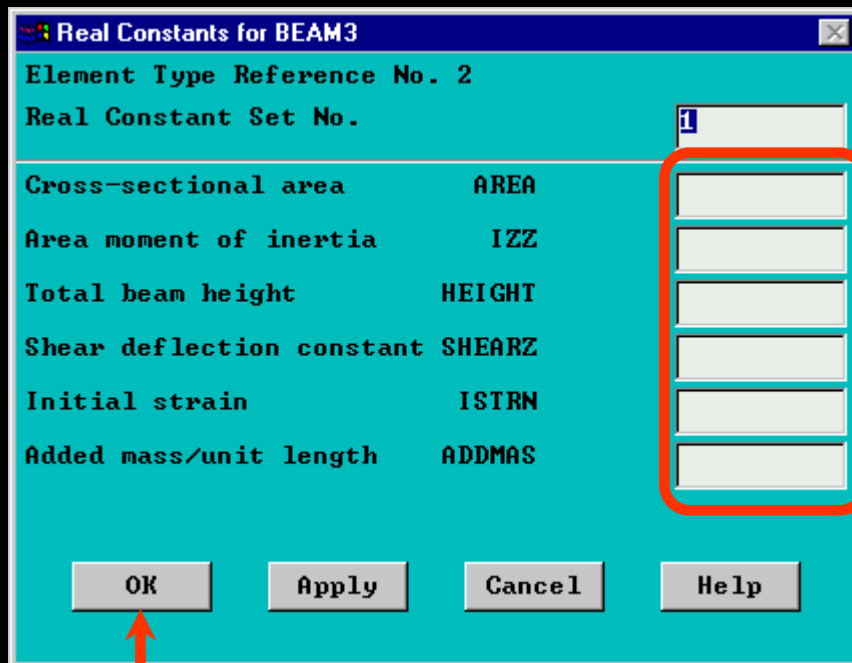 Real Constants for BEAM3
Element Type Reference No. 2
Real Constant Set No. 1
Cross-sectional area AREA
Area moment of inertia IZZ
Total beam height HEIGHT
Shear deflection constant SHEARZ
Initial strain ISTRN
Added mass/unit length ADDMAS
OK Apply Cancel Help